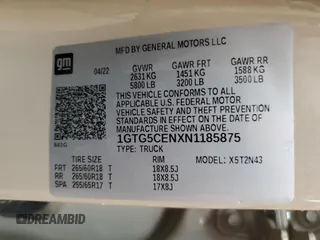 gm
MFD BY GENERAL MOTORS LLC
04/22 GVWR GAWR FRT GAWR RR
2631 KG 1451 KG 1588 KG
5800 LB 3200 LB 3500 LB
THIS VEHICLE CONFORMS TO ALL APPLICABLE
U.S. FEDERAL MOTOR VEHICLE SAFETY AND
THEFT PREVENTION STANDARDS IN EFFECT ON
THE DATE OF MANUFACTURE SHOWN ABOVE.
1GTG5CENXN1185875
TYPE: TRUCK MODEL: X5T2N43
TIRE SIZE RIM
FRT 265/60R18 T 18X8.5J
RR 265/60R18 T 18X8.5J
SPA 255/65R17 T 17X8J
DREAMBID